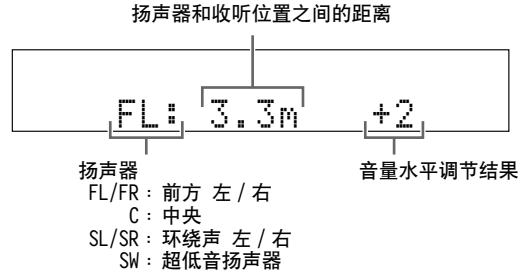 扬声器和收听位置之间的距离
FL: 3.3m +2
扬声器
音量水平调节结果
FL/FR : 前方 左 / 右
C : 中央
SL/SR : 环绕声 左 / 右
SW : 超低音扬声器